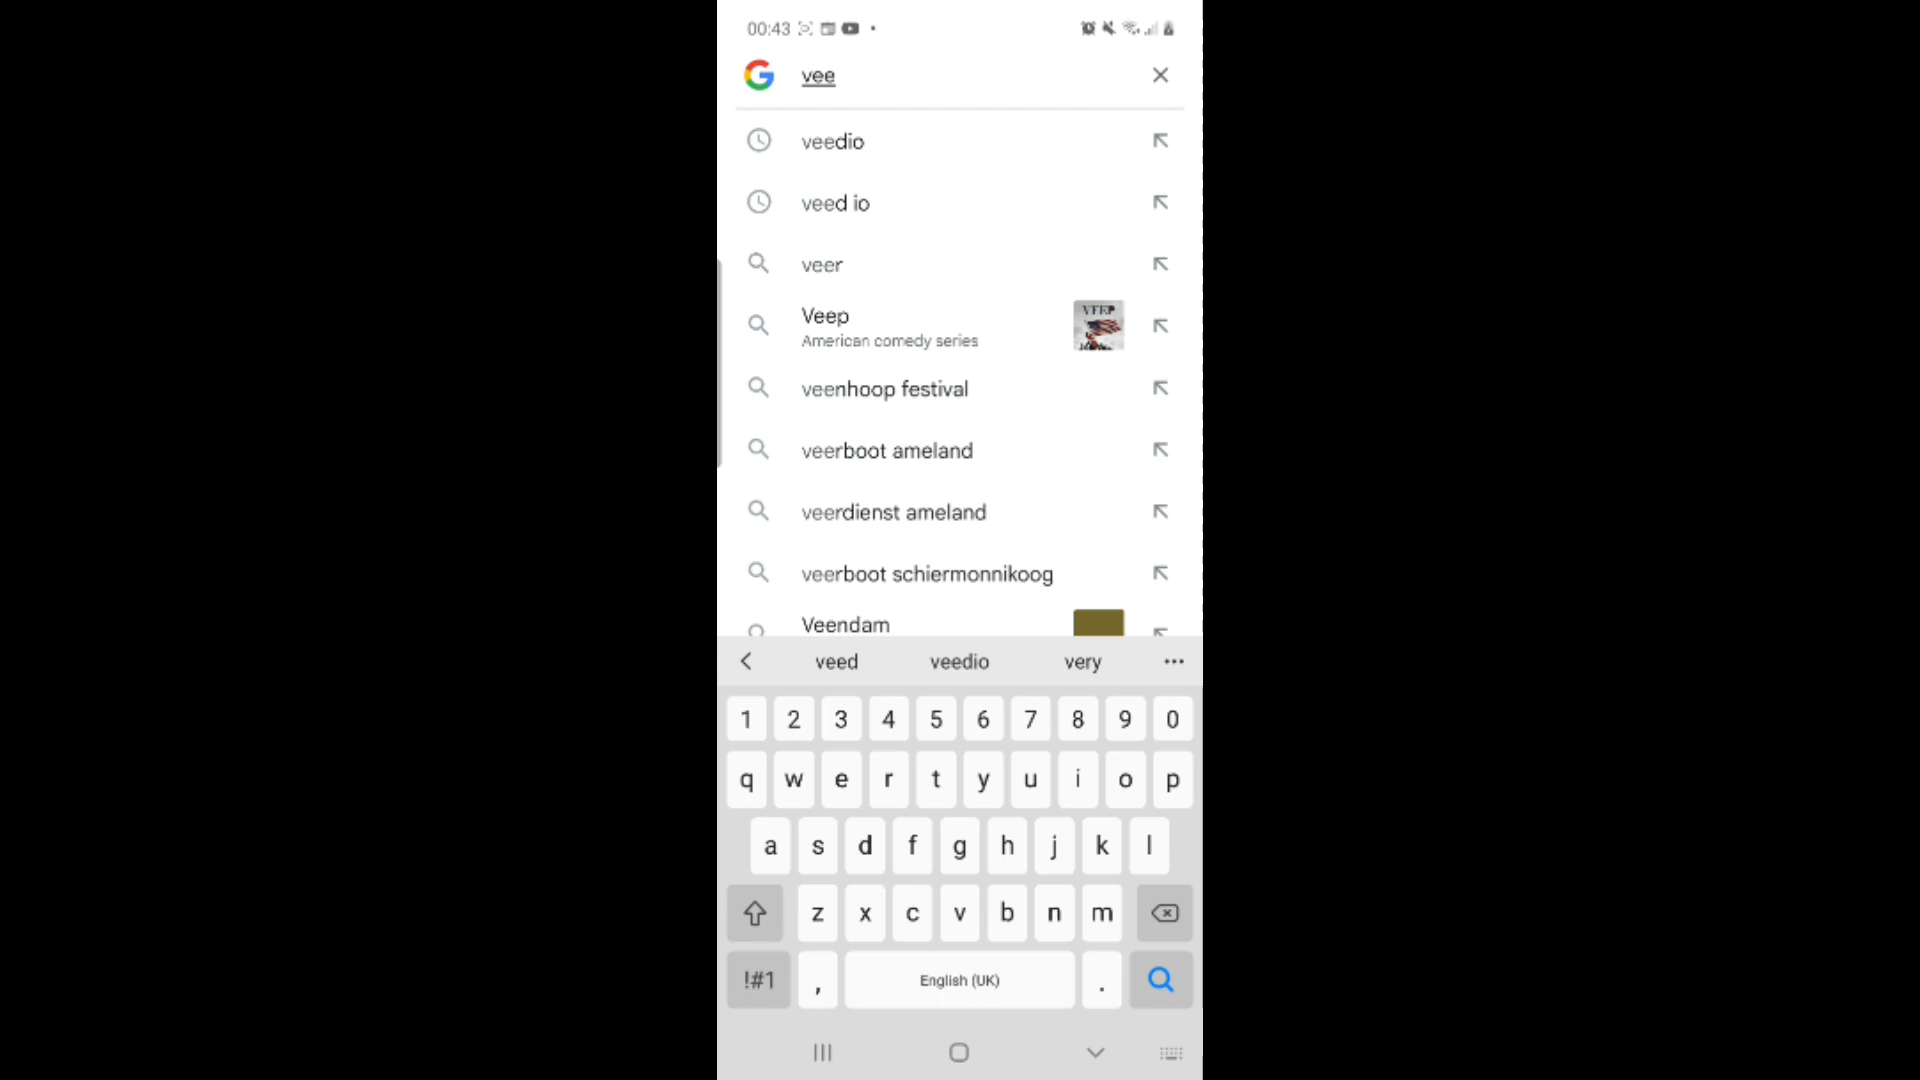 00:43
vee
veedio
veed io
veer
Veep
American comedy series
VEEP
veenhoop festival
veerboot ameland
veerdienst ameland
veerboot schiermonnikoog
Veendam
veed veedio very
1 2 3 4 5 6 7 8 9 0
q w e r t y u i o p
a s d f g h j k l
z x c v b n m
!#1 , English (UK) .